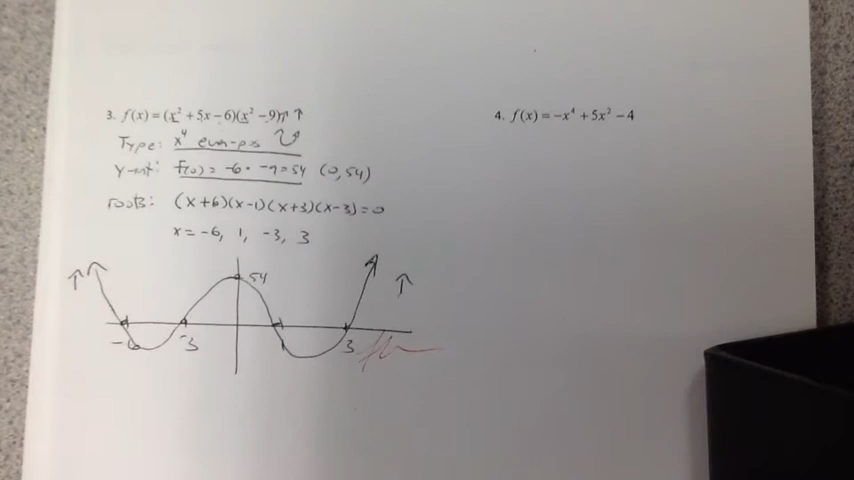 3. f(x) = (x² + 5x − 6)(x² − 9) ↑ ↑
Type: x⁴ even-pos
Y-int: f(0) = -6 · -9 = 54 (0, 54)
roots: (x+6)(x-1)(x+3)(x-3)=0
x = -6, 1, -3, 3
↑ 54 ↑
-6 -3 1 3
4. f(x) = −x⁴ + 5x² − 4